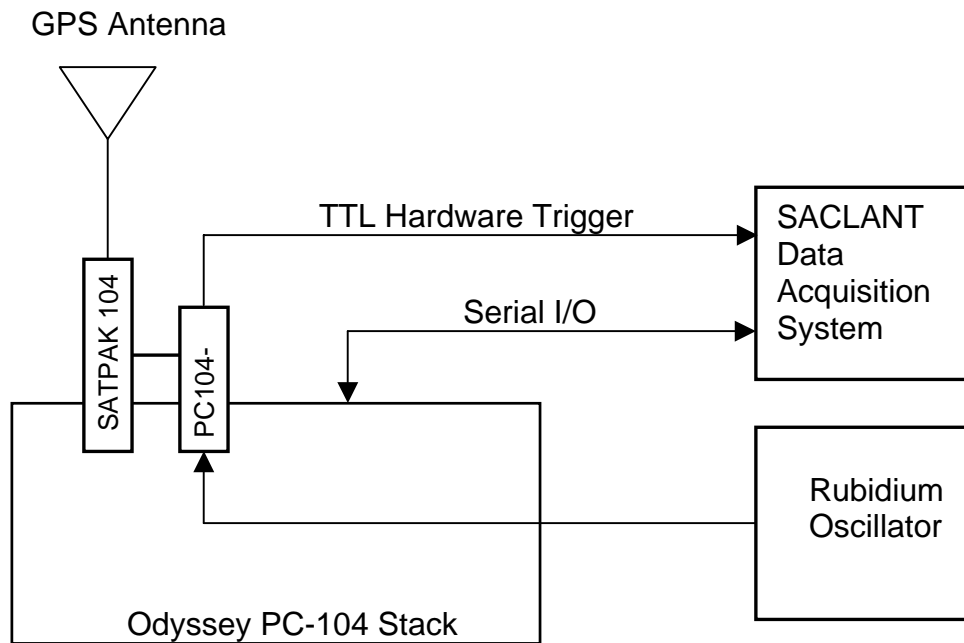 GPS Antenna
TTL Hardware Trigger
SACLANT
Data
Acquisition
System
SATPAK 104
PC104-
Serial I/O
Rubidium
Oscillator
Odyssey PC-104 Stack